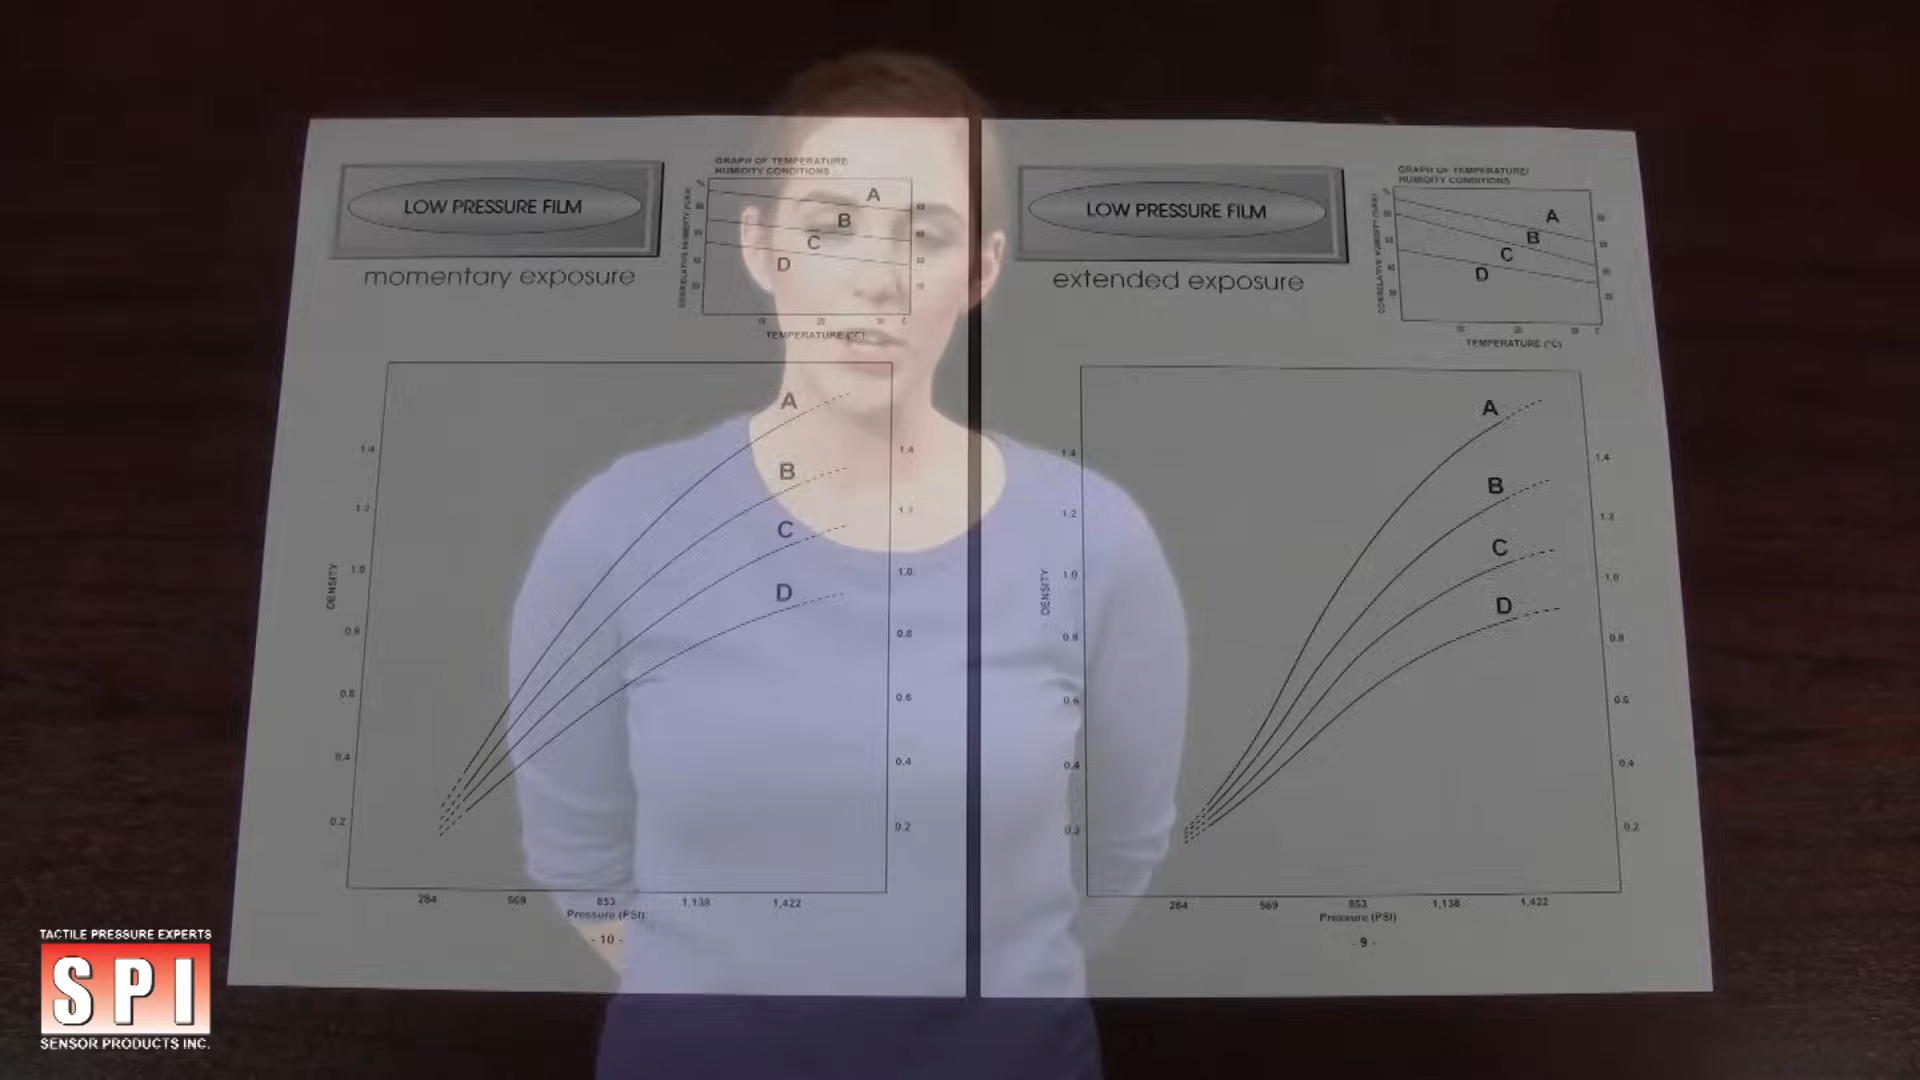 GRAPH OF TEMPERATURE/
HUMIDITY CONDITIONS
LOW PRESSURE FILM
momentary exposure
A
B
C
D
TEMPERATURE (°C)
A
B
C
D
1.4
1.2
1.0
0.8
0.6
0.4
0.2
DENSITY
1.4
1.2
1.0
0.8
0.6
0.4
0.2
284 569 853 1,138 1,422
Pressure (PSI)
- 10 -
GRAPH OF TEMPERATURE/
HUMIDITY CONDITIONS
LOW PRESSURE FILM
extended exposure
A
B
C
D
TEMPERATURE (°C)
A
B
C
D
1.4
1.2
1.0
0.8
0.6
0.4
0.2
DENSITY
1.4
1.2
1.0
0.8
0.6
0.4
0.2
284 569 853 1,138 1,422
Pressure (PSI)
- 9 -
TACTILE PRESSURE EXPERTS
SPI
SENSOR PRODUCTS INC.